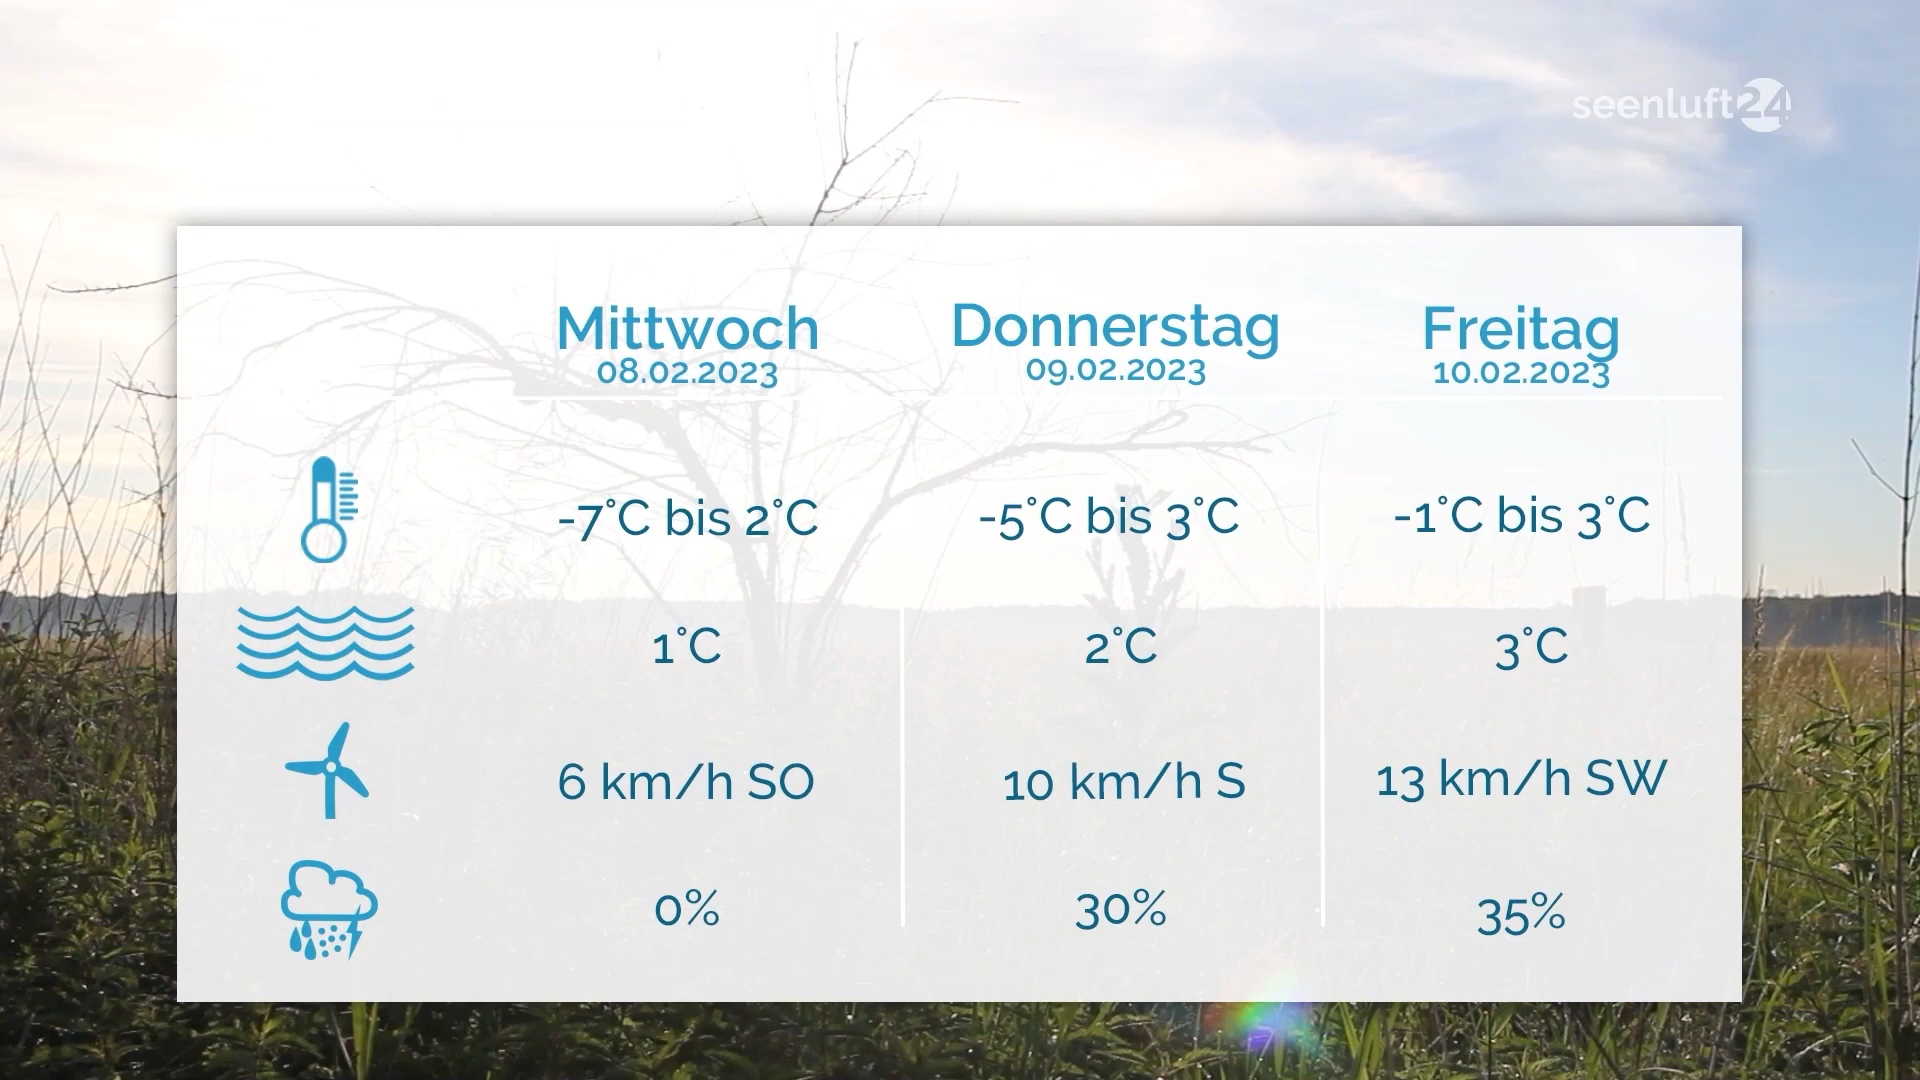 seenluft24
Mittwoch Donnerstag Freitag
08.02.2023 09.02.2023 10.02.2023
-7°C bis 2°C -5°C bis 3°C -1°C bis 3°C
1°C 2°C 3°C
6 km/h SO 10 km/h S 13 km/h SW
0% 30% 35%